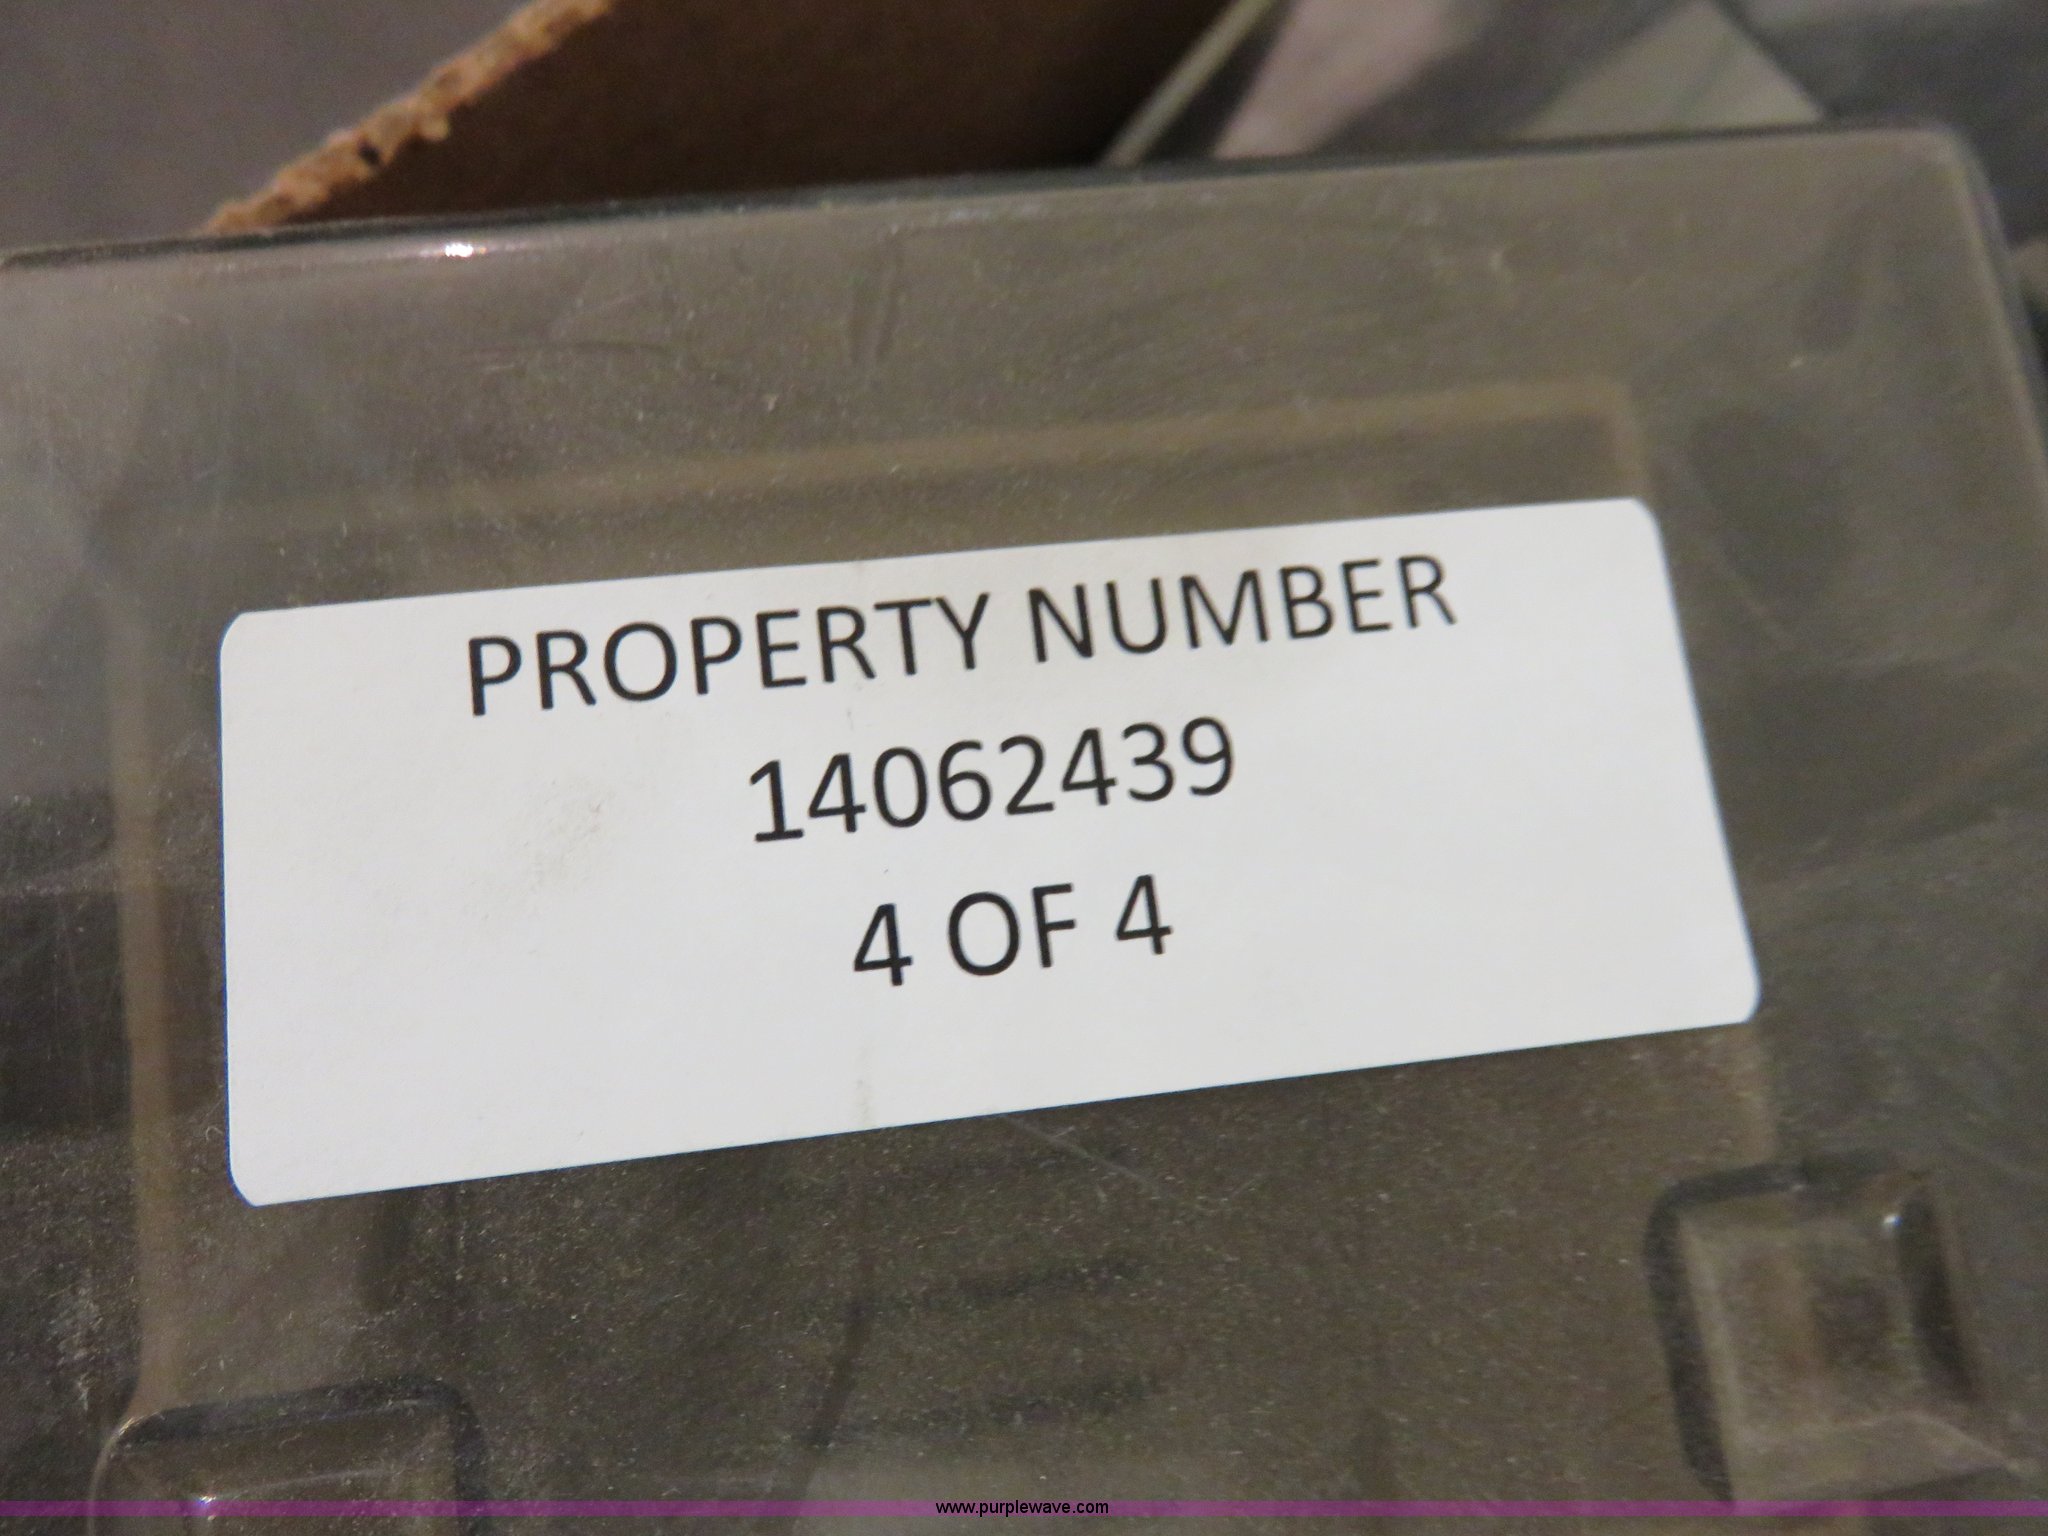 PROPERTY NUMBER
14062439
4 OF 4
www.purplewave.com